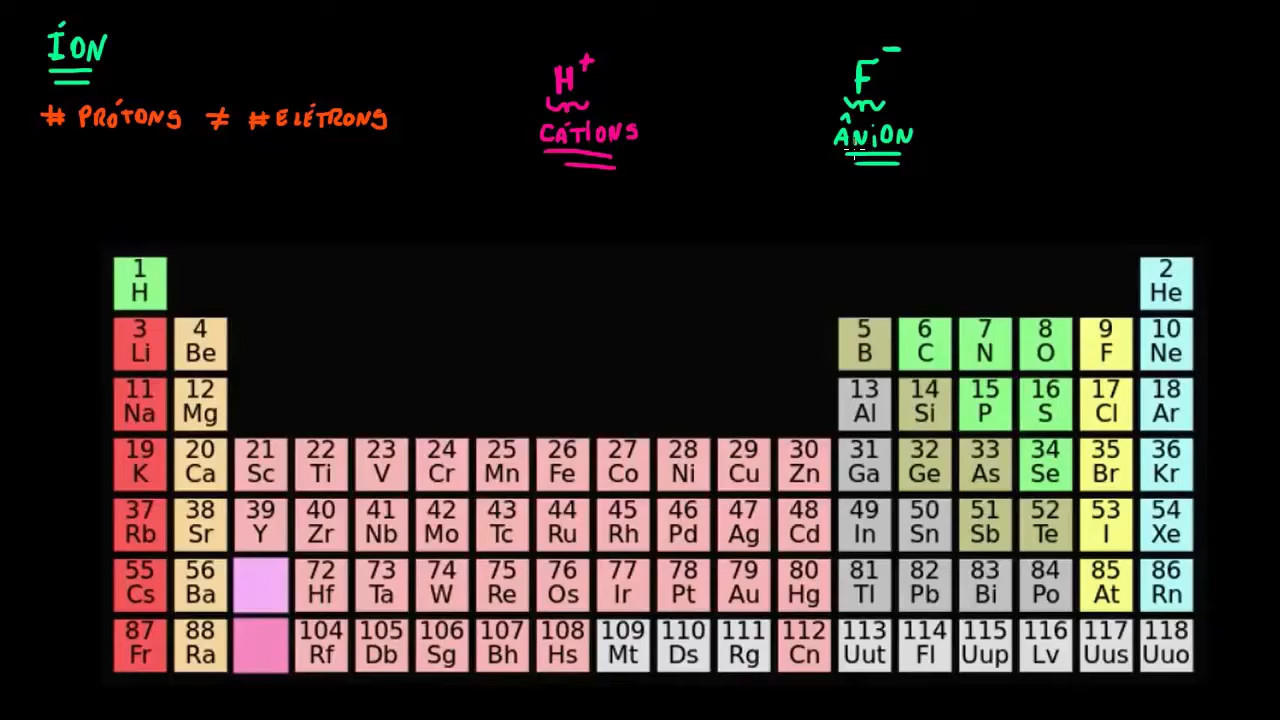 ÍON
# PRÓTONS ≠ # ELÉTRONS
H+
CÁTIONS
F-
ÂNION
1 2
H He
3 4 5 6 7 8 9 10
Li Be B C N O F Ne
11 12 13 14 15 16 17 18
Na Mg Al Si P S Cl Ar
19 20 21 22 23 24 25 26 27 28 29 30 31 32 33 34 35 36
K Ca Sc Ti V Cr Mn Fe Co Ni Cu Zn Ga Ge As Se Br Kr
37 38 39 40 41 42 43 44 45 46 47 48 49 50 51 52 53 54
Rb Sr Y Zr Nb Mo Tc Ru Rh Pd Ag Cd In Sn Sb Te I Xe
55 56 72 73 74 75 76 77 78 79 80 81 82 83 84 85 86
Cs Ba Hf Ta W Re Os Ir Pt Au Hg Tl Pb Bi Po At Rn
87 88 104 105 106 107 108 109 110 111 112 113 114 115 116 117 118
Fr Ra Rf Db Sg Bh Hs Mt Ds Rg Cn Uut Fl Uup Lv Uus Uuo